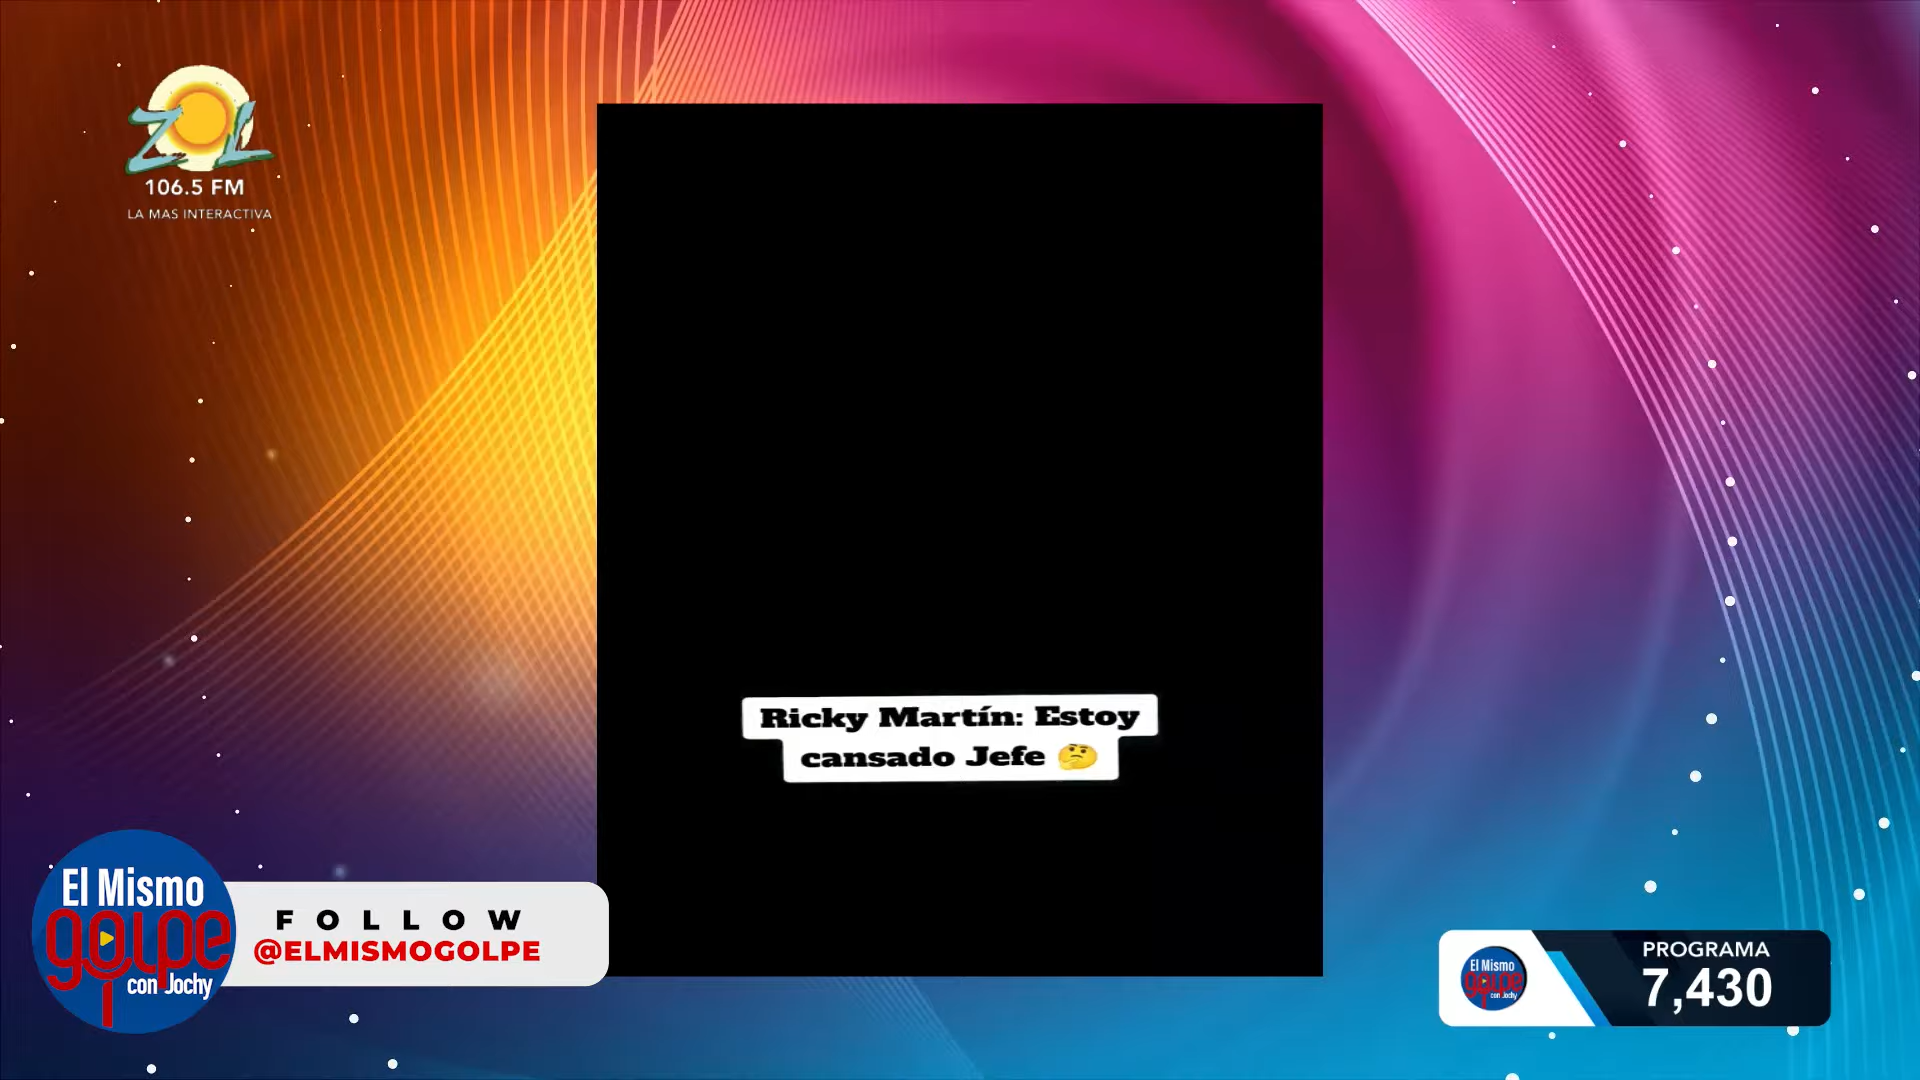 ZOL
106.5 FM
LA MAS INTERACTIVA
Ricky Martín: Estoy
cansado Jefe 🤔
El Mismo
golpe
con Jochy
FOLLOW
@ELMISMOGOLPE
El Mismo
golpe
con Jochy
PROGRAMA
7,430